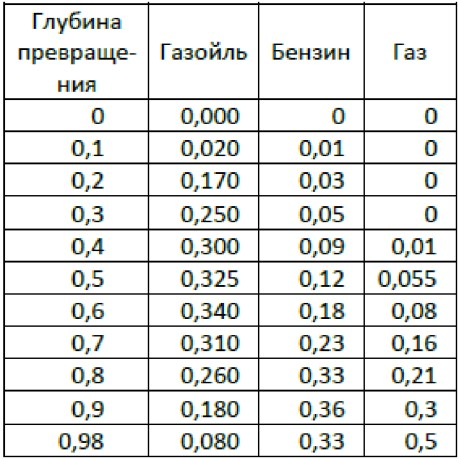 Глубина
превраще-
ния
Газойль
Бензин
Газ
0 0,000 0 0
0,1 0,020 0,01 0
0,2 0,170 0,03 0
0,3 0,250 0,05 0
0,4 0,300 0,09 0,01
0,5 0,325 0,12 0,055
0,6 0,340 0,18 0,08
0,7 0,310 0,23 0,16
0,8 0,260 0,33 0,21
0,9 0,180 0,36 0,3
0,98 0,080 0,33 0,5